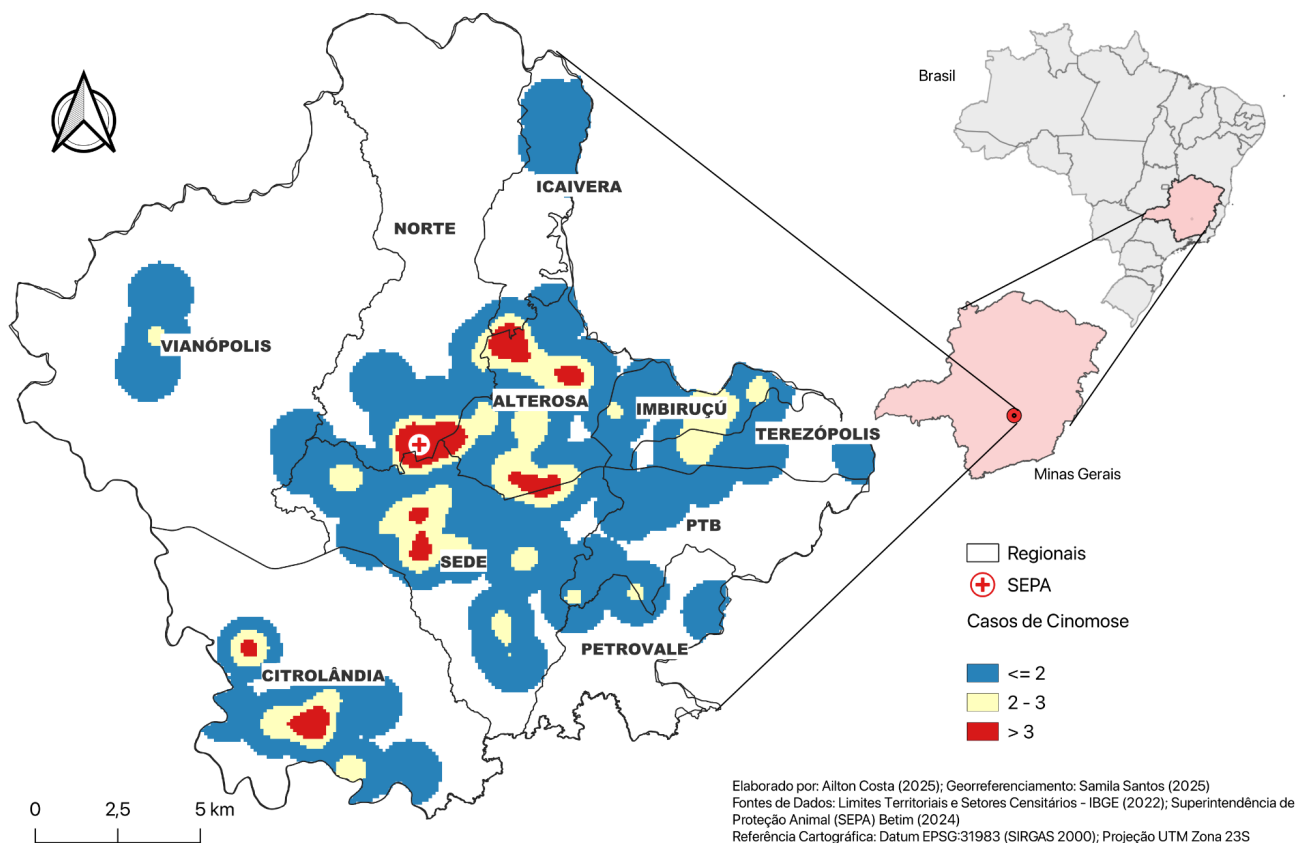 Brasil
ICAIVERA
NORTE
VIANÓPOLIS
ALTEROSA
IMBIRUÇÚ
TEREZÓPOLIS
Minas Gerais
PTB
SEDE
PETROVALE
CITROLÂNDIA
Regionais
SEPA
Casos de Cinomose
<= 2
2 - 3
> 3
0 2,5 5 km
Elaborado por: Ailton Costa (2025); Georreferenciamento: Samila Santos (2025)
Fontes de Dados: Limites Territoriais e Setores Censitários - IBGE (2022); Superintendência de
Proteção Animal (SEPA) Betim (2024)
Referência Cartográfica: Datum EPSG:31983 (SIRGAS 2000); Projeção UTM Zona 23S